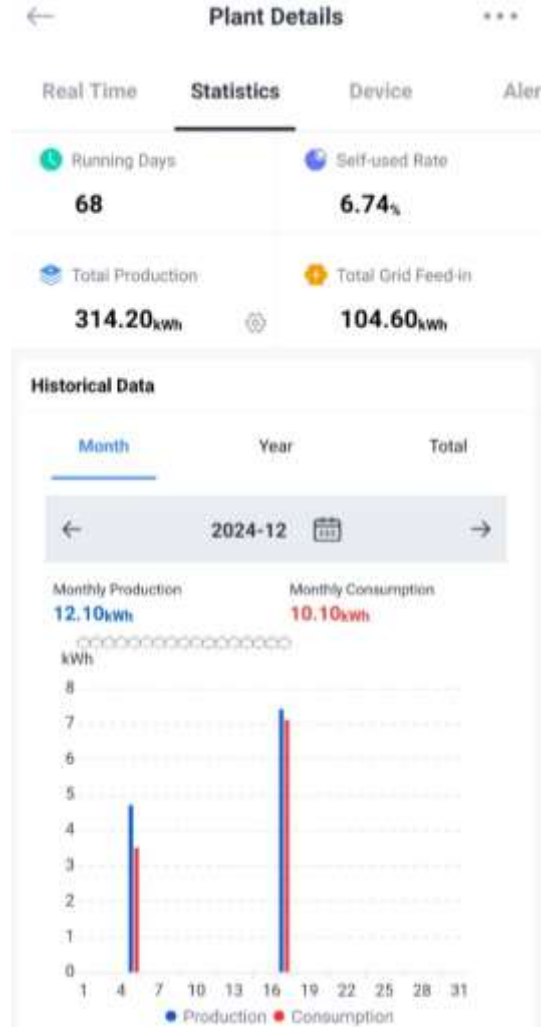 Plant Details
Real Time Statistics Device Aler
Running Days Self-used Rate
68 6.74%
Total Production Total Grid Feed-in
314.20kWh 104.60kWh
Historical Data
Month Year Total
2024-12
Monthly Production Monthly Consumption
12.10kWh 10.10kWh
kWh
8
7
6
5
4
3
2
1
0
1 4 7 10 13 16 19 22 25 28 31
Production Consumption